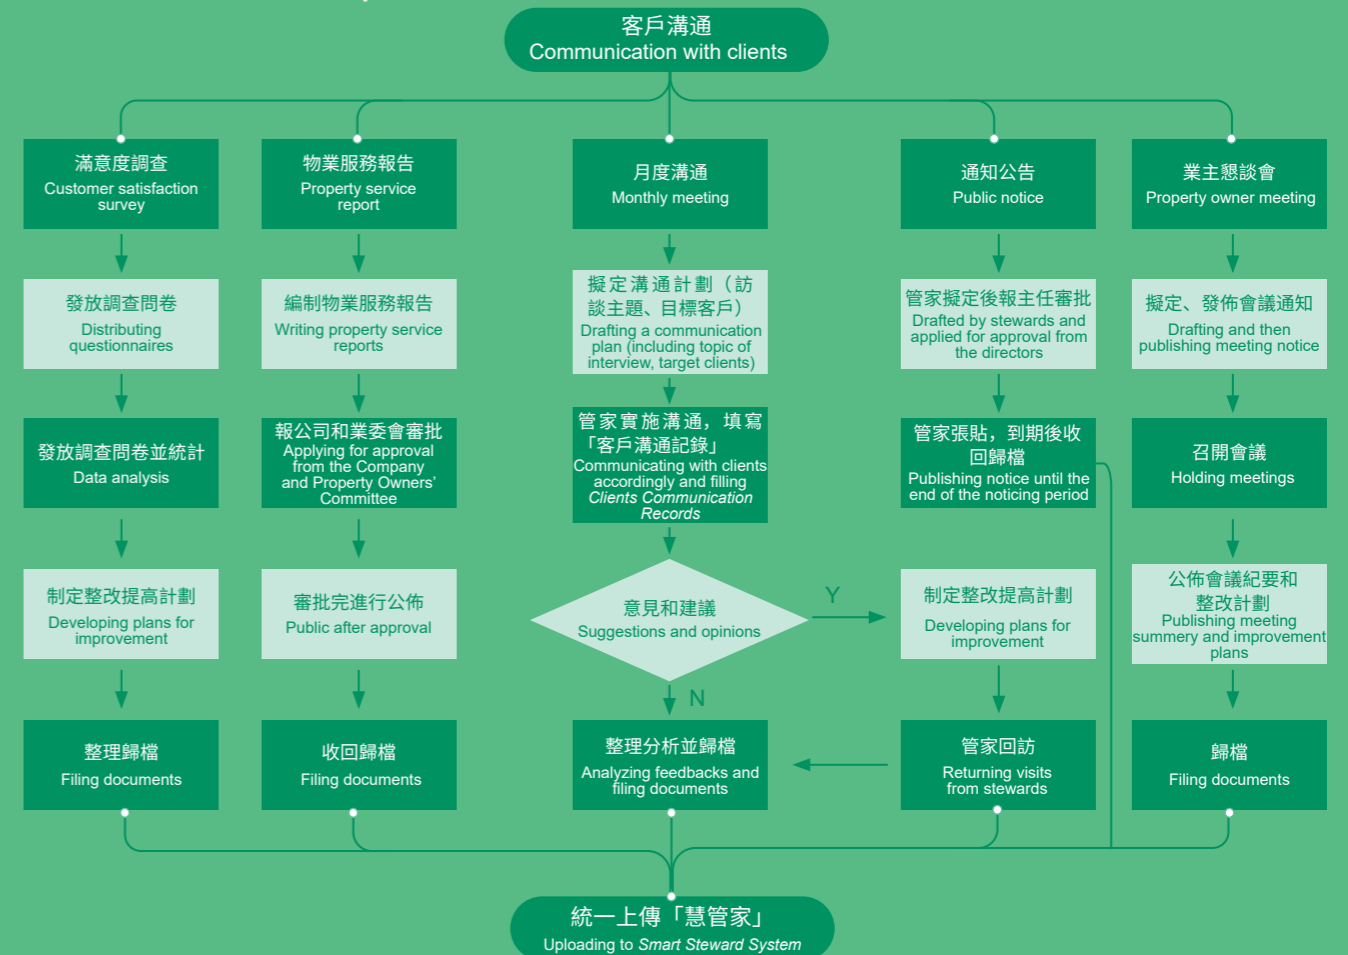 客戶溝通
Communication with clients
滿意度調查
Customer satisfaction
survey
物業服務報告
Property service
report
月度溝通
Monthly meeting
通知公告
Public notice
業主懇談會
Property owner meeting
發放調查問卷
Distributing
questionnaires
編制物業服務報告
Writing property service
reports
擬定溝通計劃（訪
談主題、目標客戶）
Drafting a communication
plan (including topic of
interview, target clients)
管家擬定後報主任審批
Drafted by stewards and
applied for approval from
the directors
擬定、發佈會議通知
Drafting and then
publishing meeting notice
發放調查問卷並統計
Data analysis
報公司和業委會審批
Applying for approval
from the Company
and Property Owners’
Committee
管家實施溝通，填寫
「客戶溝通記錄」
Communicating with clients
accordingly and filling
Clients Communication
Records
管家張貼，到期後收
回歸檔
Publishing notice until the
end of the noticing period
召開會議
Holding meetings
制定整改提高計劃
Developing plans for
improvement
審批完進行公佈
Public after approval
意見和建議
Suggestions and opinions
Y
N
制定整改提高計劃
Developing plans for
improvement
公佈會議紀要和
整改計劃
Publishing meeting
summery and improvement
plans
整理歸檔
Filing documents
收回歸檔
Filing documents
整理分析並歸檔
Analyzing feedbacks and
filing documents
管家回訪
Returning visits
from stewards
歸檔
Filing documents
統一上傳「慧管家」
Uploading to Smart Steward System